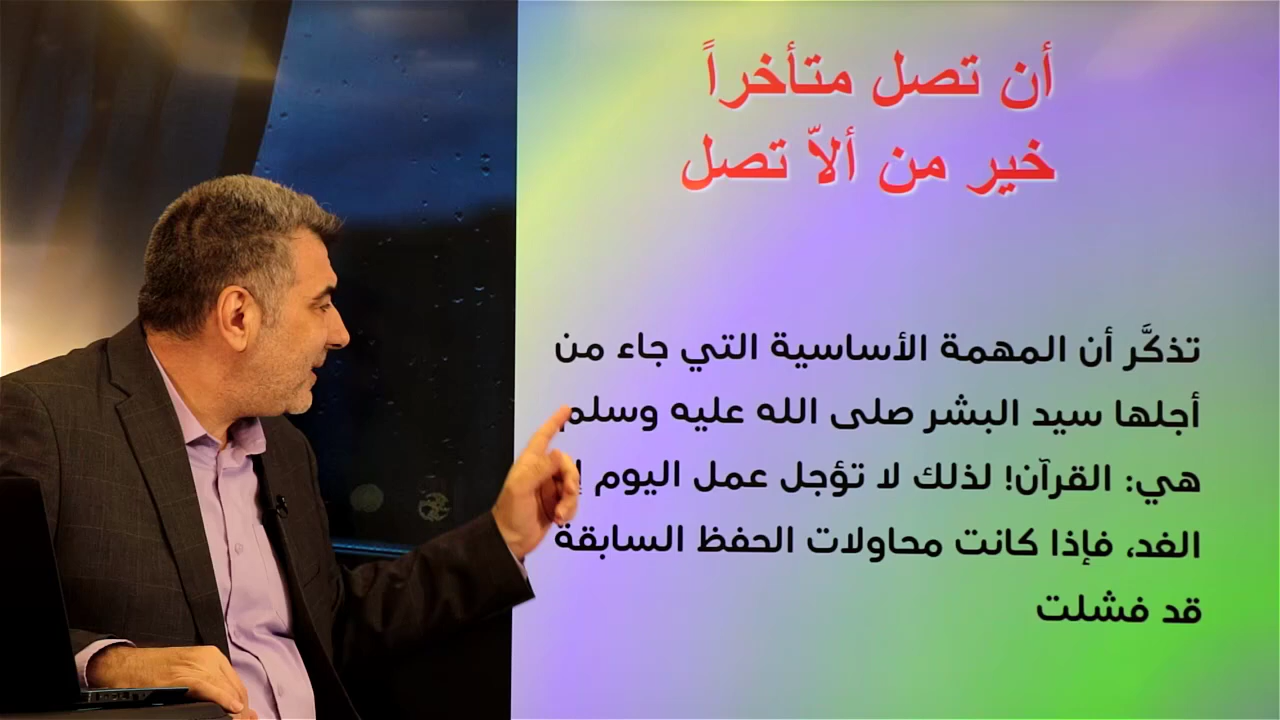 أن تصل متأخراً
خير من ألاّ تصل
تذكَّر أن المهمة الأساسية التي جاء من
أجلها سيد البشر صلى الله عليه وسلم
هي: القرآن! لذلك لا تؤجل عمل اليوم
الغد، فإذا كانت محاولات الحفظ السابقة
قد فشلت